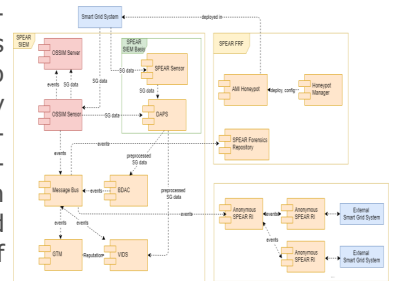 Smart Grid System
deployed in
SPEAR
SIEM
SPEAR
SIEM Basis
SPEAR FRF
OSSIM Server
SPEAR Sensor
SG data
SG data
events
SG data
SG data
AMI Honeypot
deploy, config
Honeypot
Manager
OSSIM Sensor
SG data
DAPS
events
events
SPEAR Forensics
Repository
preprocessed
SG data
Message Bus
events
BDAC
preprocessed
SG data
events
Anonymous
SPEAR RI
events
Anonymous
SPEAR RI
External
Smart Grid System
events
events
GTM
Reputation
VIDS
Anonymous
SPEAR RI
External
Smart Grid System